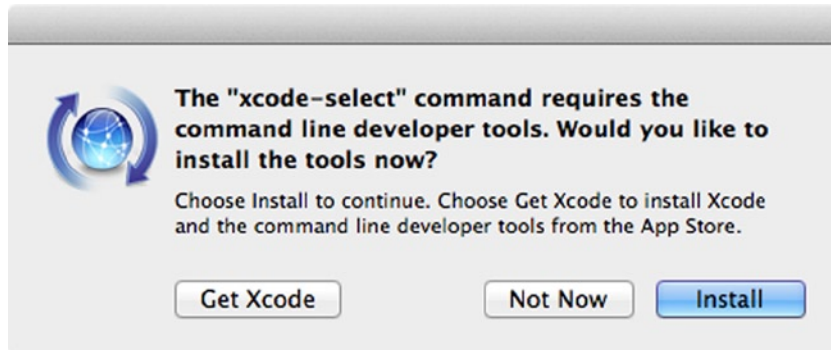 The "xcode-select" command requires the
command line developer tools. Would you like to
install the tools now?
Choose Install to continue. Choose Get Xcode to install Xcode
and the command line developer tools from the App Store.
Get Xcode
Not Now
Install